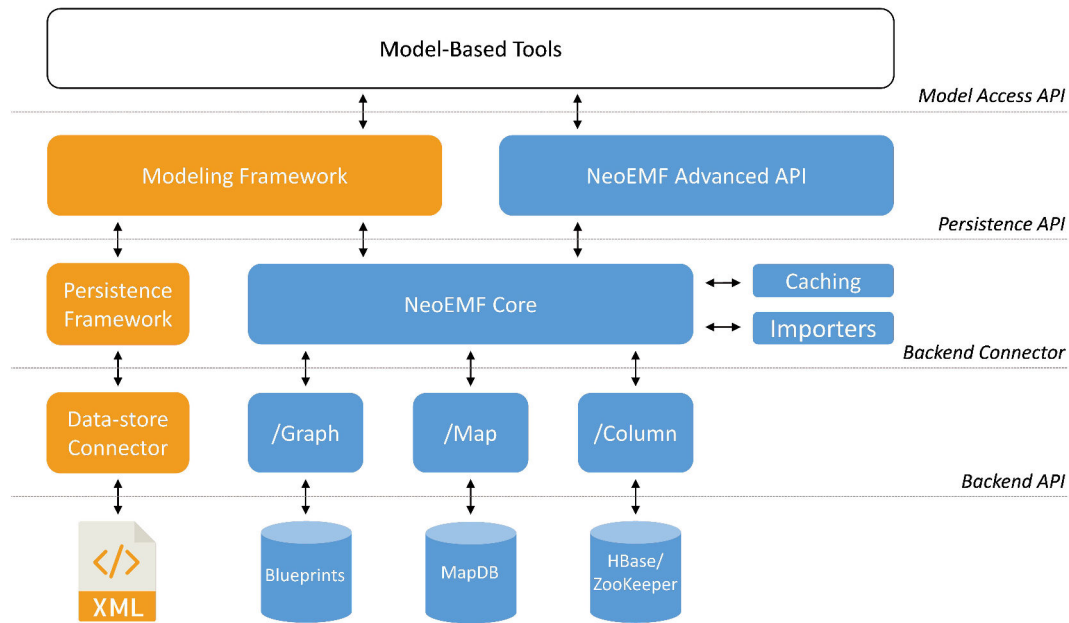 Model-Based Tools
Model Access API
Modeling Framework
NeoEMF Advanced API
Persistence API
Persistence
Framework
NeoEMF Core
Caching
Importers
Backend Connector
Data-store
Connector
/Graph
/Map
/Column
Backend API
</>
XML
Blueprints
MapDB
HBase/
ZooKeeper